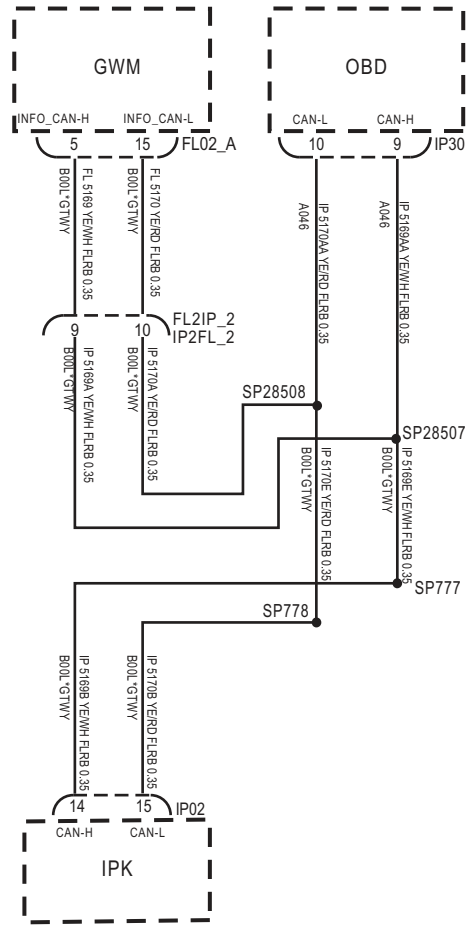 GWM
OBD
INFO_CAN-H
INFO_CAN-L
CAN-L
CAN-H
5
15
FL02_A
10
9
IP30
B00L*GTWY
FL 5169 YE/WH FLRB 0.35
B00L*GTWY
FL 5170 YE/RD FLRB 0.35
A046
IP 5170AA YE/RD FLRB 0.35
A046
IP 5169AA YE/WH FLRB 0.35
FL2IP_2
9
10
IP2FL_2
B00L*GTWY
IP 5169A YE/WH FLRB 0.35
B00L*GTWY
IP 5170A YE/RD FLRB 0.35
SP28508
SP28507
B00L*GTWY
IP 5170E YE/RD FLRB 0.35
B00L*GTWY
IP 5169E YE/WH FLRB 0.35
SP777
SP778
B00L*GTWY
IP 5169B YE/WH FLRB 0.35
B00L*GTWY
IP 5170B YE/RD FLRB 0.35
14
15
IP02
CAN-H
CAN-L
IPK